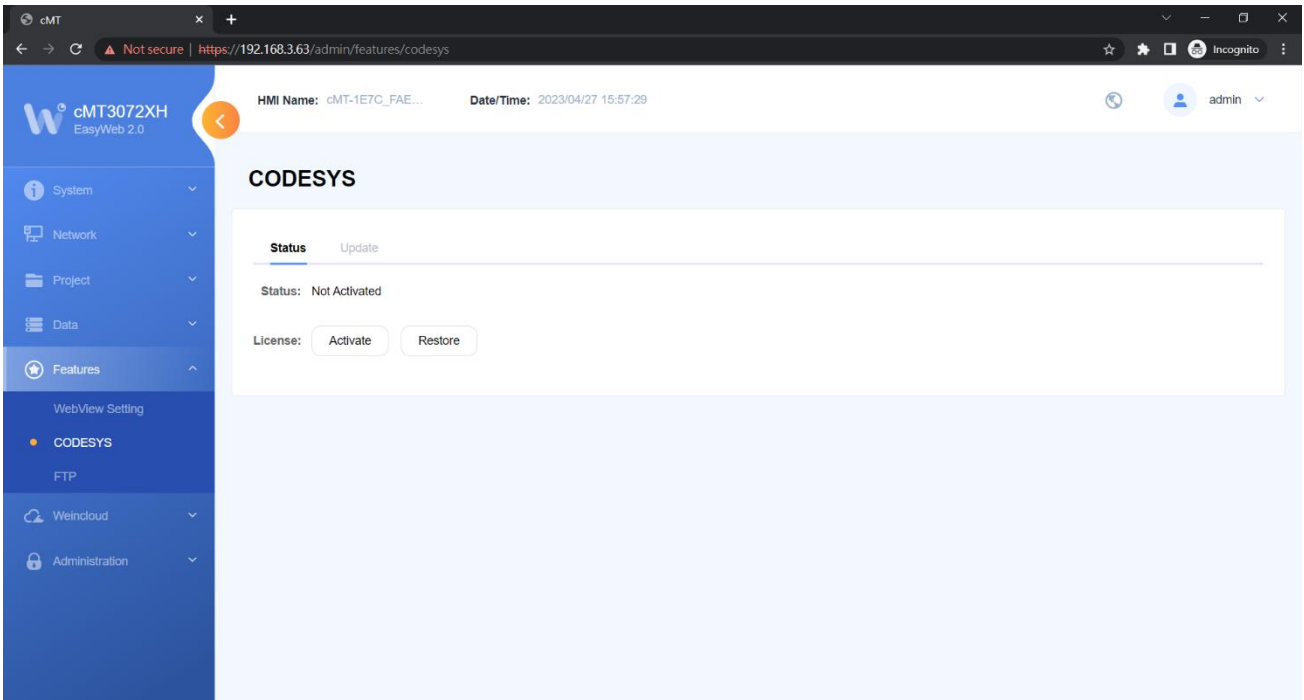 cMT
Not secure | https://192.168.3.63/admin/features/codesys
Incognito
cMT3072XH
EasyWeb 2.0
HMI Name: cMT-1E7C_FAE... Date/Time: 2023/04/27 15:57:29
admin
System
Network
Project
Data
Features
WebView Setting
CODESYS
FTP
Weincloud
Administration
CODESYS
Status Update
Status: Not Activated
License: Activate Restore